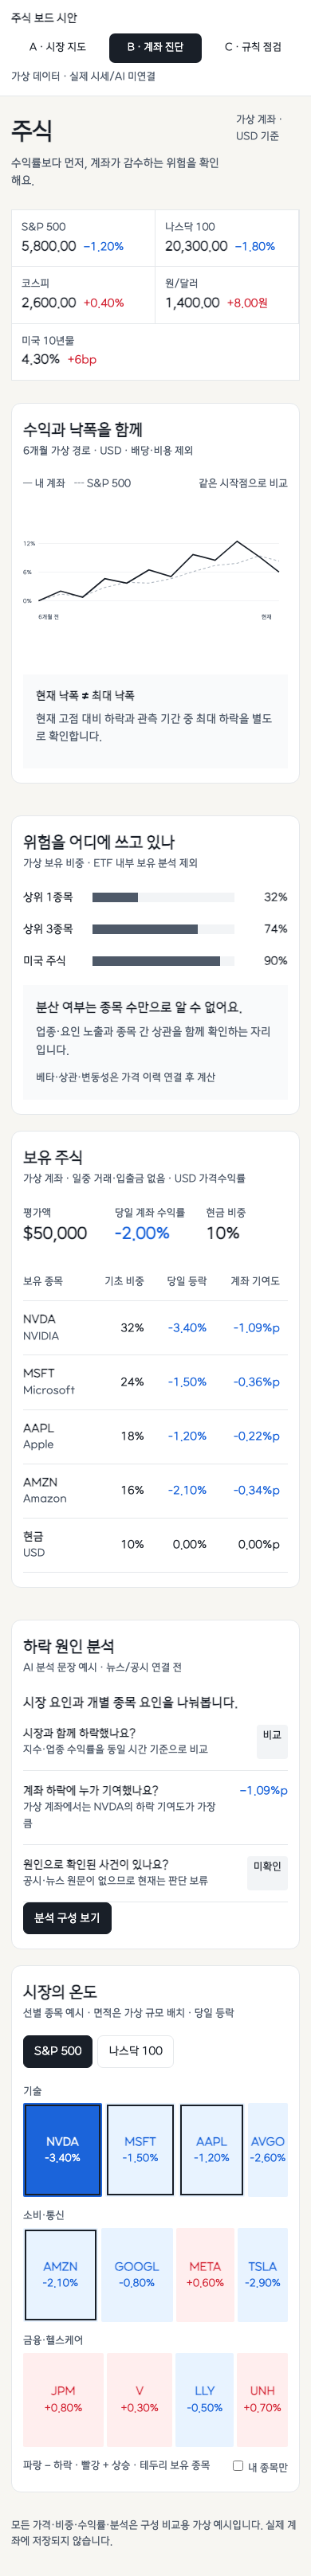 주식 보드 시안
A · 시장 지도
B · 계좌 진단
C · 규칙 점검
가상 데이터 · 실제 시세/AI 미연결
주식
가상 계좌 ·
USD 기준
수익률보다 먼저, 계좌가 감수하는 위험을 확인
해요.
S&P 500
5,800.00 −1.20%
나스닥 100
20,300.00 −1.80%
코스피
2,600.00 +0.40%
원/달러
1,400.00 +8.00원
미국 10년물
4.30% +6bp
수익과 낙폭을 함께
6개월 가상 경로 · USD · 배당·비용 제외
— 내 계좌 --- S&P 500 같은 시작점으로 비교
12%
6%
0%
6개월 전 현재
현재 낙폭 ≠ 최대 낙폭
현재 고점 대비 하락과 관측 기간 중 최대 하락을 별도
로 확인합니다.
위험을 어디에 쓰고 있나
가상 보유 비중 · ETF 내부 보유 분석 제외
상위 1종목 32%
상위 3종목 74%
미국 주식 90%
분산 여부는 종목 수만으로 알 수 없어요.
업종·요인 노출과 종목 간 상관을 함께 확인하는 자리
입니다.
베타·상관·변동성은 가격 이력 연결 후 계산
보유 주식
가상 계좌 · 일중 거래·입출금 없음 · USD 가격수익률
평가액 당일 계좌 수익률 현금 비중
$50,000 -2.00% 10%
보유 종목 기초 비중 당일 등락 계좌 기여도
NVDA
NVIDIA
32% -3.40% -1.09%p
MSFT
Microsoft
24% -1.50% -0.36%p
AAPL
Apple
18% -1.20% -0.22%p
AMZN
Amazon
16% -2.10% -0.34%p
현금
USD
10% 0.00% 0.00%p
하락 원인 분석
AI 분석 문장 예시 · 뉴스/공시 연결 전
시장 요인과 개별 종목 요인을 나눠봅니다.
시장과 함께 하락했나요?
지수·업종 수익률을 동일 시간 기준으로 비교
비교
계좌 하락에 누가 기여했나요?
가상 계좌에서는 NVDA의 하락 기여도가 가장
큼
−1.09%p
원인으로 확인된 사건이 있나요?
공시·뉴스 원문이 없으므로 현재는 판단 보류
미확인
분석 구성 보기
시장의 온도
선별 종목 예시 · 면적은 가상 규모 배치 · 당일 등락
S&P 500
나스닥 100
기술
NVDA
-3.40%
MSFT
-1.50%
AAPL
-1.20%
AVGO
-2.60%
소비·통신
AMZN
-2.10%
GOOGL
-0.80%
META
+0.60%
TSLA
-2.90%
금융·헬스케어
JPM
+0.80%
V
+0.30%
LLY
-0.50%
UNH
+0.70%
파랑 − 하락 · 빨강 + 상승 · 테두리 보유 종목
내 종목만
모든 가격·비중·수익률·분석은 구성 비교용 가상 예시입니다. 실제 계
좌에 저장되지 않습니다.